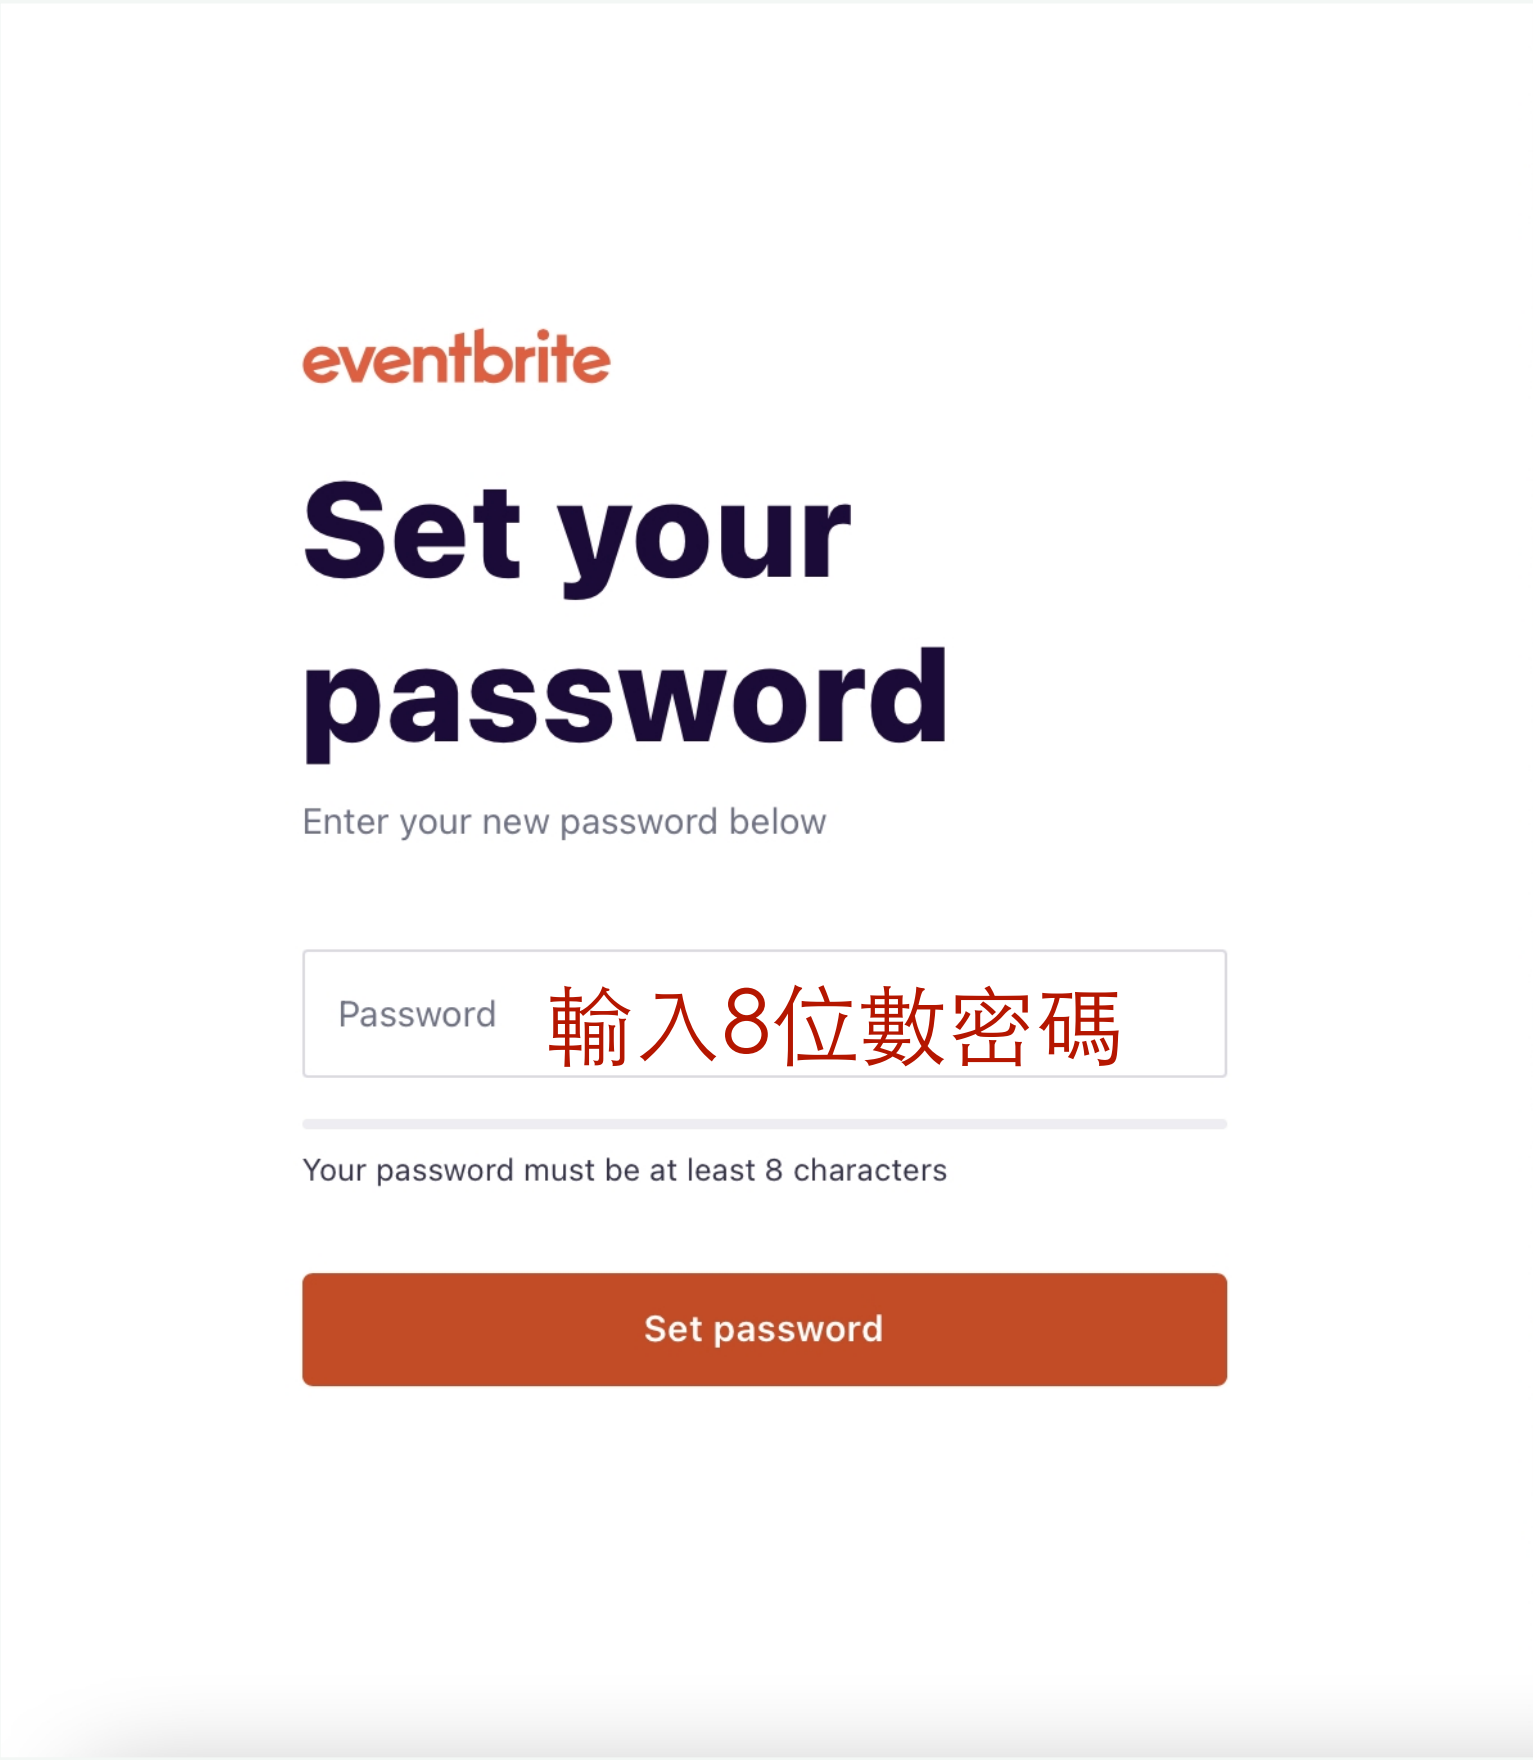 eventbrite
Set your
password
Enter your new password below
Password 輸入8位數密碼
Your password must be at least 8 characters
Set password